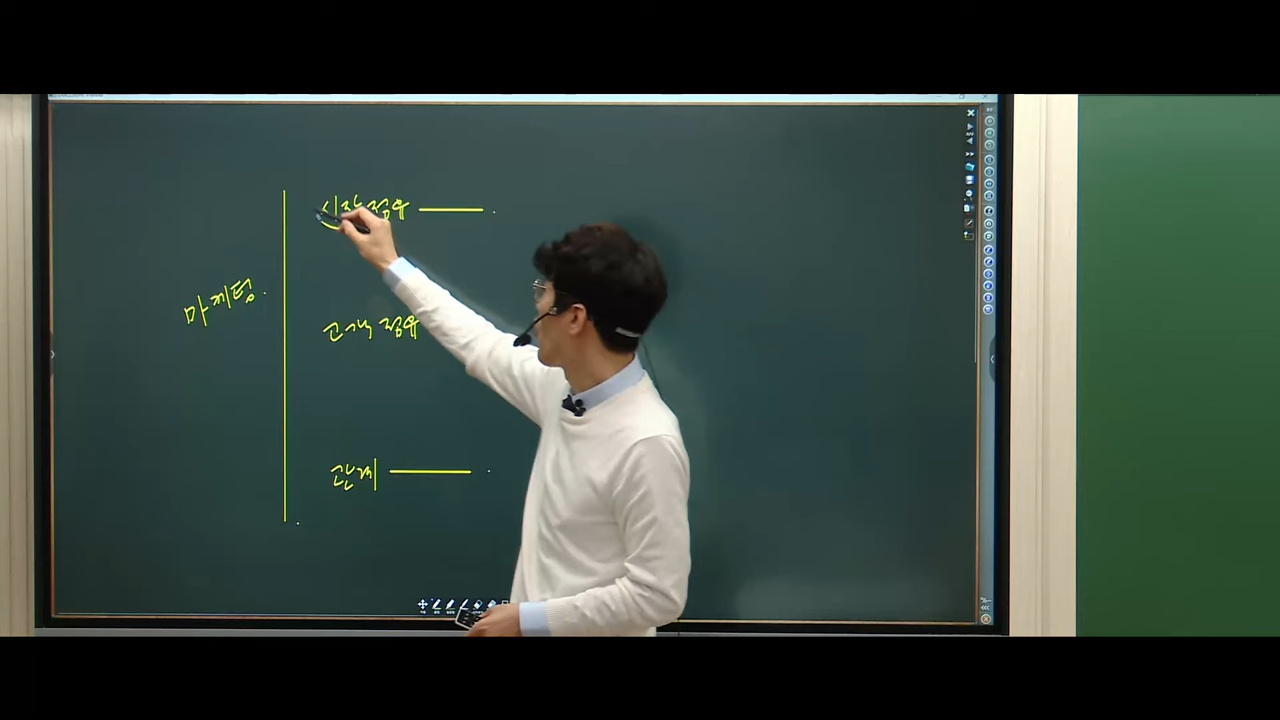 마케팅
시장 점유
고객 점유
관계